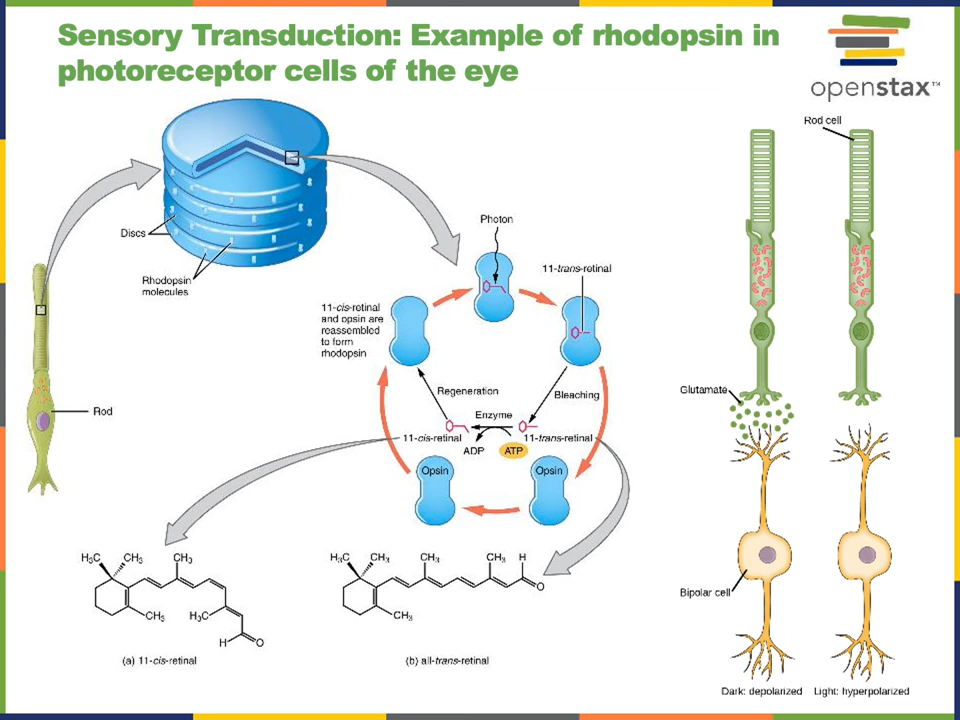 Sensory Transduction: Example of rhodopsin in
photoreceptor cells of the eye
openstax™
Rod cell
Discs
Rhodopsin
molecules
Photon
11-trans-retinal
11-cis-retinal
and opsin are
reassembled
to form
rhodopsin
Rod
Regeneration
Bleaching
Enzyme
11-cis-retinal
11-trans-retinal
ADP
ATP
Opsin
Opsin
Glutamate
Bipolar cell
H₃C
CH₃
CH₃
CH₃
H₃C
H
O
(a) 11-cis-retinal
H₃C
CH₃
CH₃
CH₃
H
O
CH₃
(b) all-trans-retinal
Dark: depolarized
Light: hyperpolarized